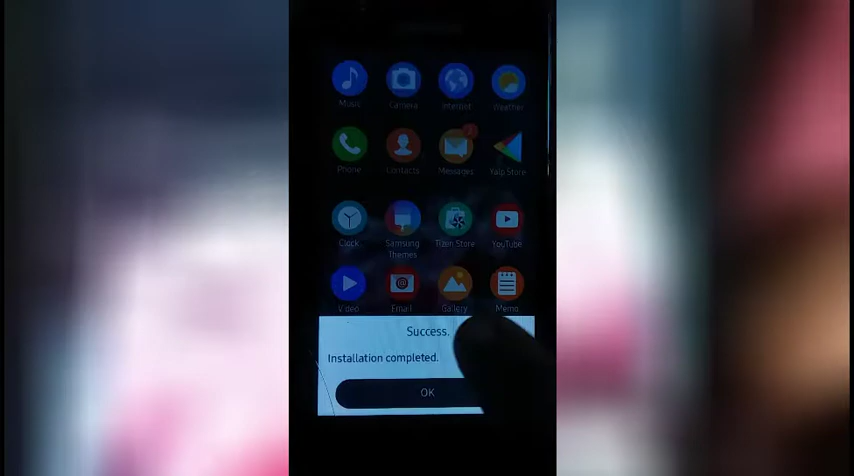 Music Camera Internet Weather
Phone Contacts Messages Yalp Store
Clock Samsung Themes Tizen Store YouTube
Video Email Gallery Memo
Success.
Installation completed.
OK